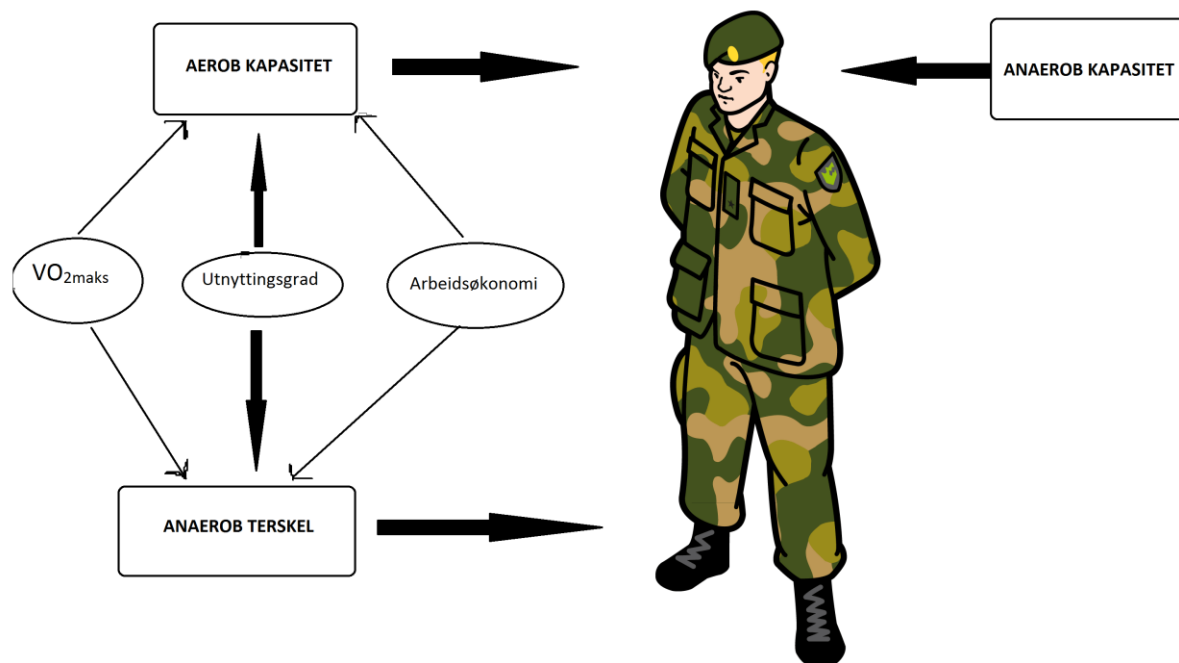 AEROB KAPASITET
ANAEROB KAPASITET
VO2maks
Utnyttingsgrad
Arbeidsøkonomi
ANAEROB TERSKEL